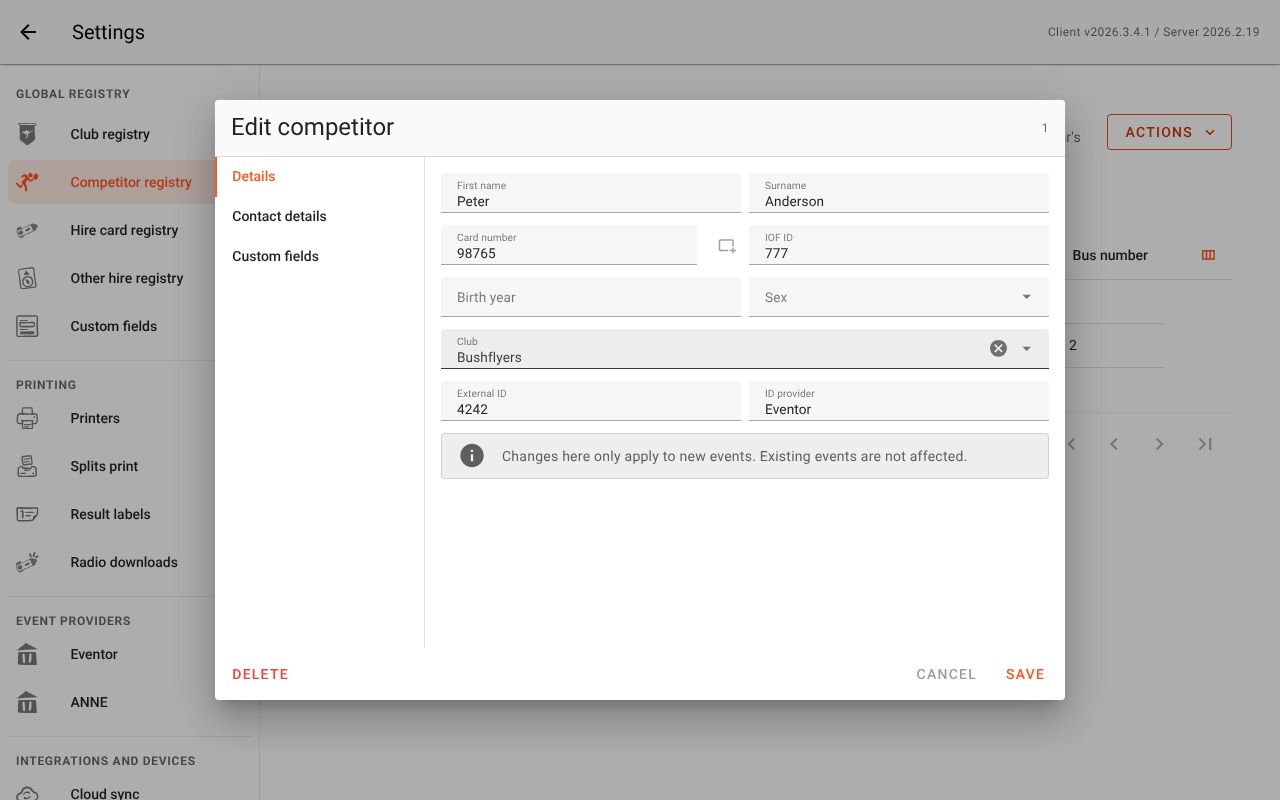 Settings
Client v2026.3.4.1 / Server 2026.2.19
GLOBAL REGISTRY
Club registry
Competitor registry
Hire card registry
Other hire registry
Custom fields
PRINTING
Printers
Splits print
Result labels
Radio downloads
EVENT PROVIDERS
Eventor
ANNE
INTEGRATIONS AND DEVICES
Cloud sync
r's
ACTIONS
Bus number
2
Edit competitor
1
Details
Contact details
Custom fields
First name
Peter
Surname
Anderson
Card number
98765
IOF ID
777
Birth year
Sex
Club
Bushflyers
External ID
4242
ID provider
Eventor
Changes here only apply to new events. Existing events are not affected.
DELETE
CANCEL
SAVE